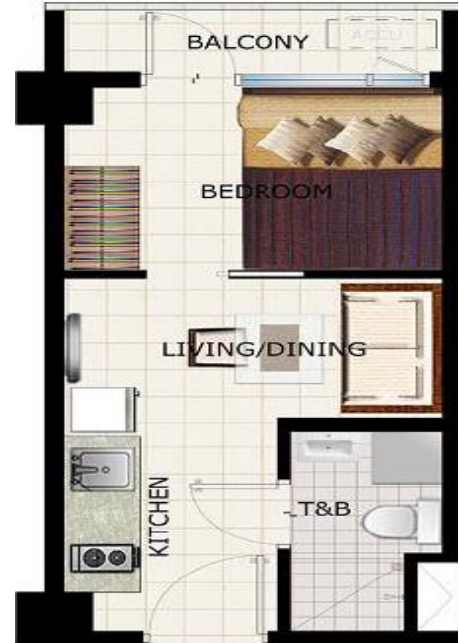 BALCONY
ACCU
BEDROOM
LIVING/DINING
KITCHEN
T&B